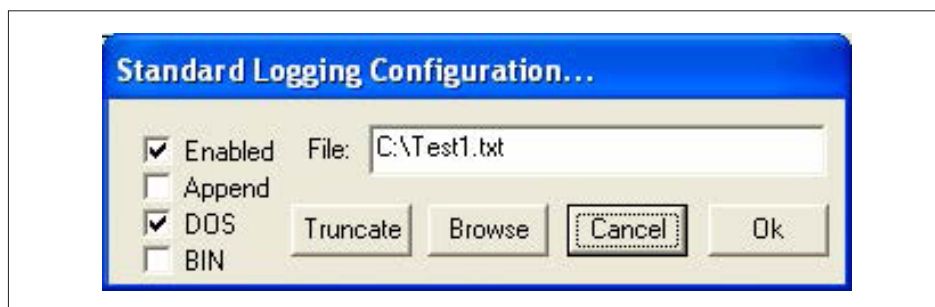 Standard Logging Configuration...
Enabled
File: C:\Test1.txt
Append
DOS
BIN
Truncate
Browse
Cancel
Ok